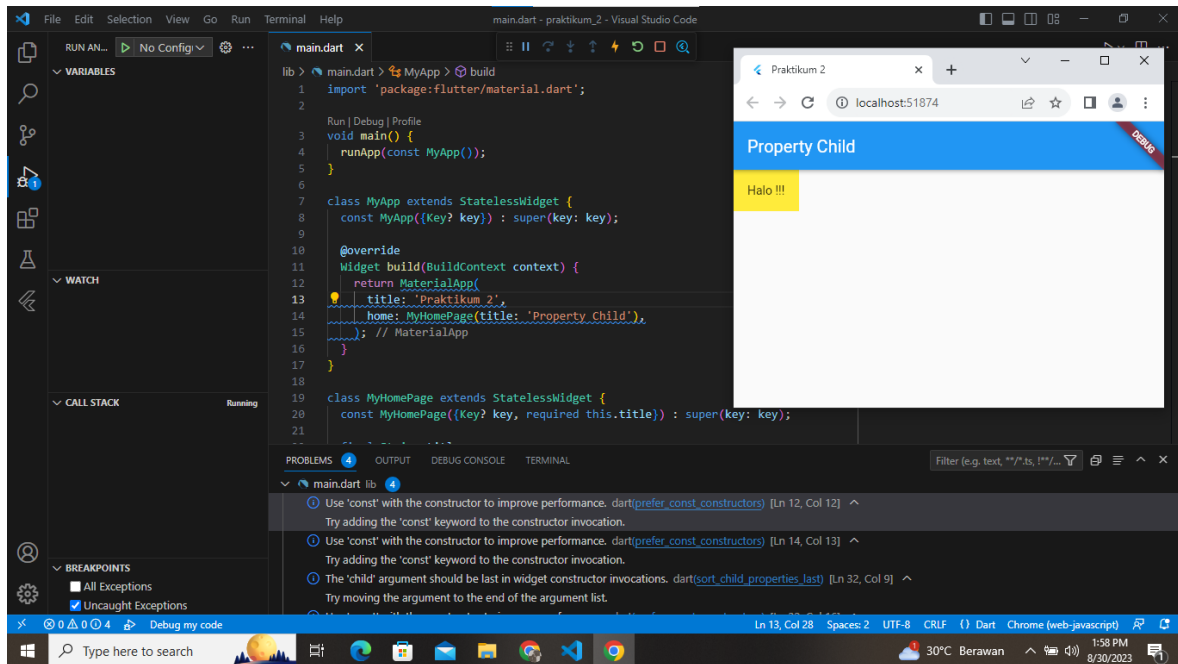 File Edit Selection View Go Run Terminal Help
main.dart - praktikum_2 - Visual Studio Code
RUN AN... No Config
main.dart
VARIABLES
WATCH
CALL STACK Running
BREAKPOINTS
All Exceptions
Uncaught Exceptions
lib > main.dart > MyApp > build
1 import 'package:flutter/material.dart';
2
Run | Debug | Profile
3 void main() {
4 runApp(const MyApp());
5 }
6
7 class MyApp extends StatelessWidget {
8 const MyApp({Key? key}) : super(key: key);
9
10 @override
11 Widget build(BuildContext context) {
12 return MaterialApp(
13 title: 'Praktikum 2',
14 home: MyHomePage(title: 'Property Child'),
15 ); // MaterialApp
16 }
17 }
18
19 class MyHomePage extends StatelessWidget {
20 const MyHomePage({Key? key, required this.title}) : super(key: key);
21
Praktikum 2
localhost:51874
Property Child
DEBUG
Halo !!!
PROBLEMS 4 OUTPUT DEBUG CONSOLE TERMINAL
Filter (e.g. text, **/*.ts, !**/...
main.dart lib 4
Use 'const' with the constructor to improve performance. dart(prefer_const_constructors) [Ln 12, Col 12]
Try adding the 'const' keyword to the constructor invocation.
Use 'const' with the constructor to improve performance. dart(prefer_const_constructors) [Ln 14, Col 13]
Try adding the 'const' keyword to the constructor invocation.
The 'child' argument should be last in widget constructor invocations. dart(sort_child_properties_last) [Ln 32, Col 9]
Try moving the argument to the end of the argument list.
0 0 4 Debug my code
Ln 13, Col 28 Spaces: 2 UTF-8 CRLF {} Dart Chrome (web-javascript)
Type here to search
30°C Berawan
1:58 PM
8/30/2023
1